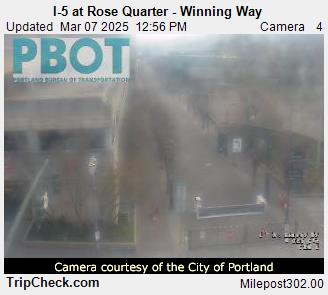 I-5 at Rose Quarter - Winning Way
Updated Mar 07 2025 12:56 PM Camera 4
PBOT
PORTLAND BUREAU OF TRANSPORTATION
Camera courtesy of the City of Portland
TripCheck.com Milepost302.00